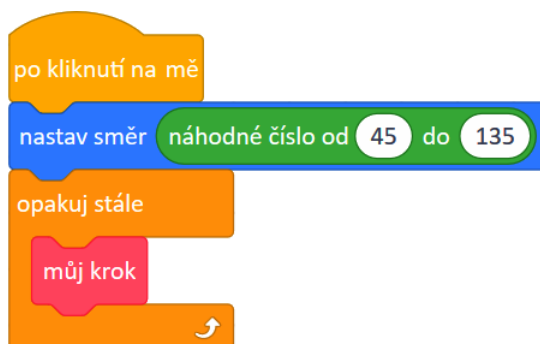 po kliknutí na mě
nastav směr náhodné číslo od 45 do 135
opakuj stále
můj krok